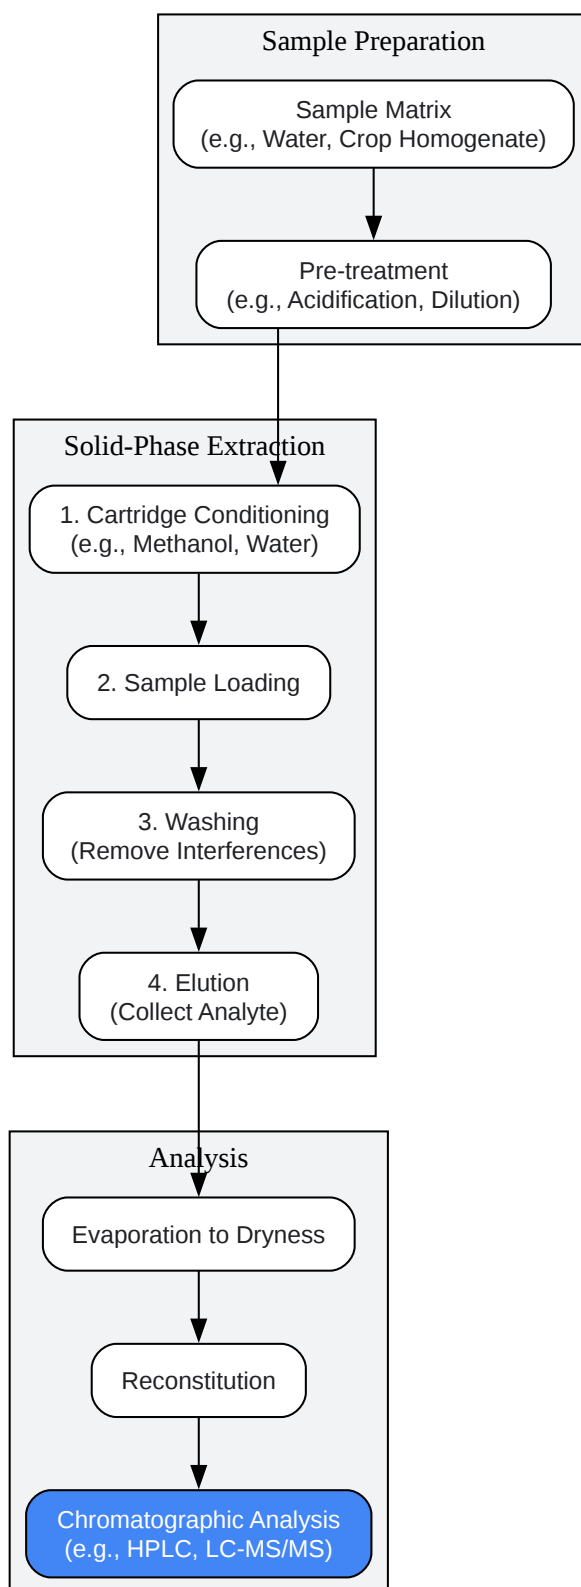 Sample Preparation
Sample Matrix
(e.g., Water, Crop Homogenate)
Pre-treatment
(e.g., Acidification, Dilution)
Solid-Phase Extraction
1. Cartridge Conditioning
(e.g., Methanol, Water)
2. Sample Loading
3. Washing
(Remove Interferences)
4. Elution
(Collect Analyte)
Analysis
Evaporation to Dryness
Reconstitution
Chromatographic Analysis
(e.g., HPLC, LC-MS/MS)